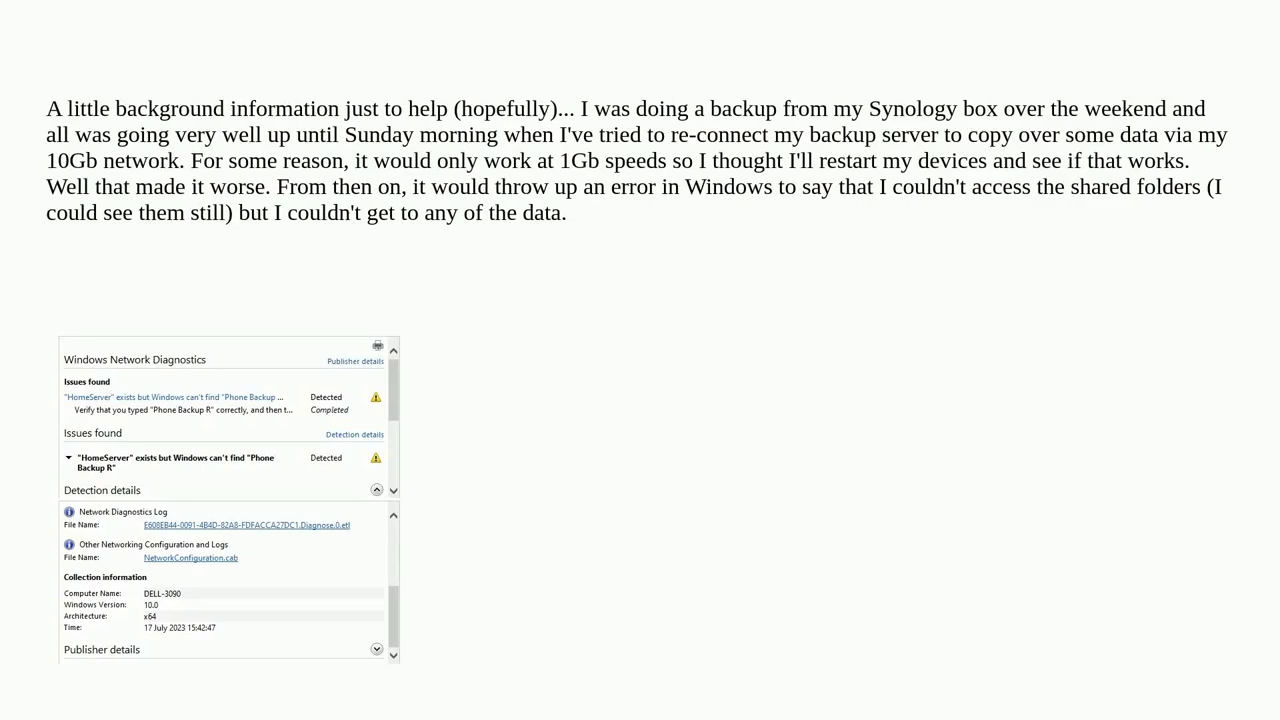 A little background information just to help (hopefully)... I was doing a backup from my Synology box over the weekend and
all was going very well up until Sunday morning when I've tried to re-connect my backup server to copy over some data via my
10Gb network. For some reason, it would only work at 1Gb speeds so I thought I'll restart my devices and see if that works.
Well that made it worse. From then on, it would throw up an error in Windows to say that I couldn't access the shared folders (I
could see them still) but I couldn't get to any of the data.
Windows Network Diagnostics Publisher details
Issues found
"HomeServer" exists but Windows can't find "Phone Backup ... Detected
Verify that you typed "Phone Backup R" correctly, and then t... Completed
Issues found Detection details
"HomeServer" exists but Windows can't find "Phone Detected
Backup R"
Detection details
Network Diagnostics Log
File Name: E608EB44-0091-4B4D-82A8-FDFACCA27DC1.Diagnose.0.etl
Other Networking Configuration and Logs
File Name: NetworkConfiguration.cab
Collection information
Computer Name: DELL-3090
Windows Version: 10.0
Architecture: x64
Time: 17 July 2023 15:42:47
Publisher details